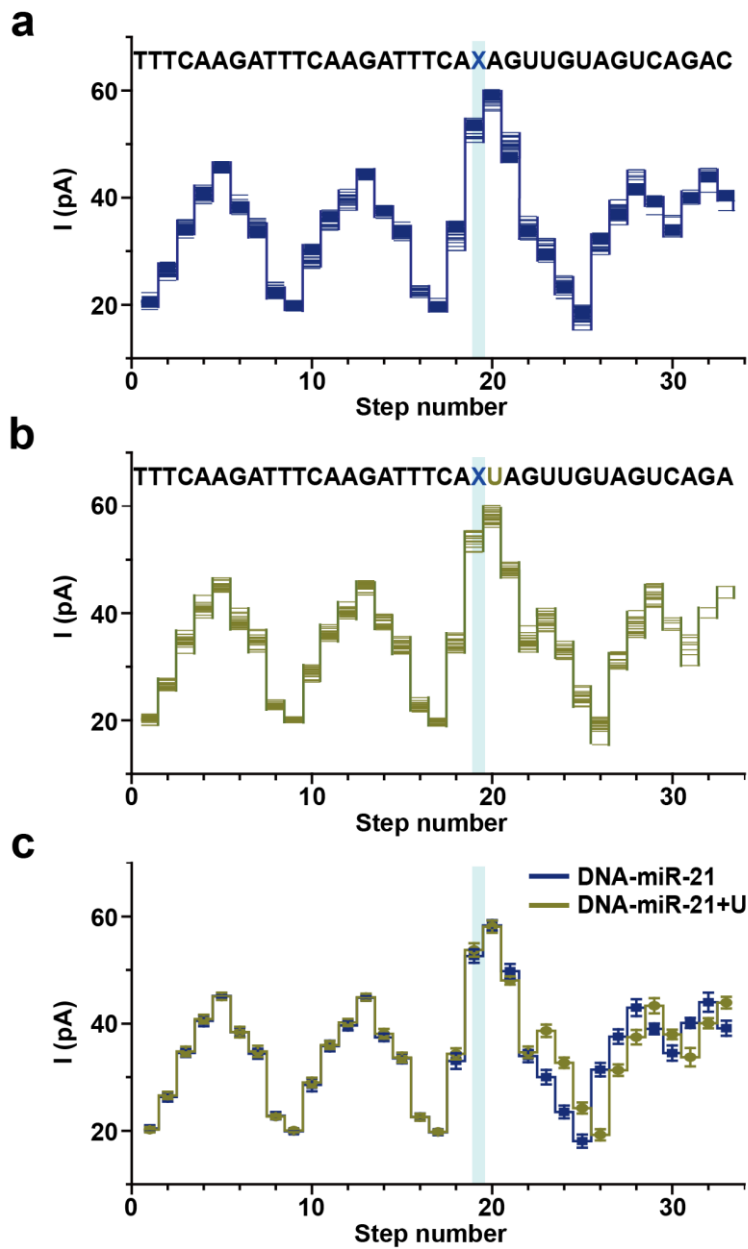 a
TTTCAAGATTTCAAGATTTCAXAGUUGUAGUCAGAC
60
40
20
I (pA)
0 10 20 30
Step number
b
TTTCAAGATTTCAAGATTTCAXUAGUUGUAGUCAGA
60
40
20
I (pA)
0 10 20 30
Step number
c
DNA-miR-21
DNA-miR-21+U
60
40
20
I (pA)
0 10 20 30
Step number